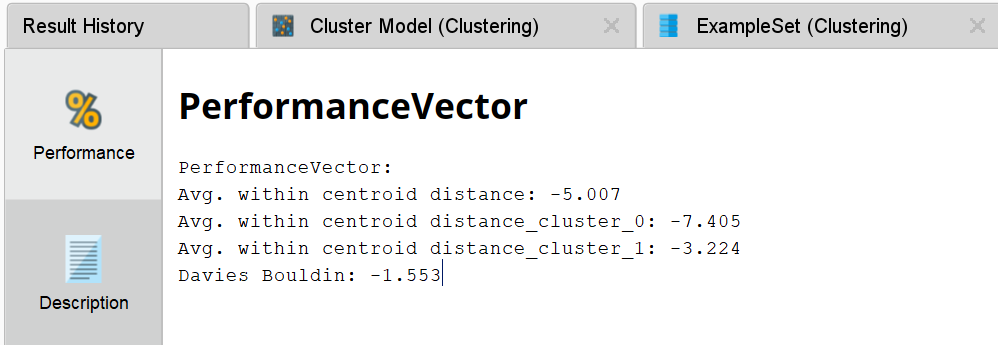 Result History
Cluster Model (Clustering)
ExampleSet (Clustering)
%
Performance
Description
PerformanceVector
PerformanceVector:
Avg. within centroid distance: -5.007
Avg. within centroid distance_cluster_0: -7.405
Avg. within centroid distance_cluster_1: -3.224
Davies Bouldin: -1.553